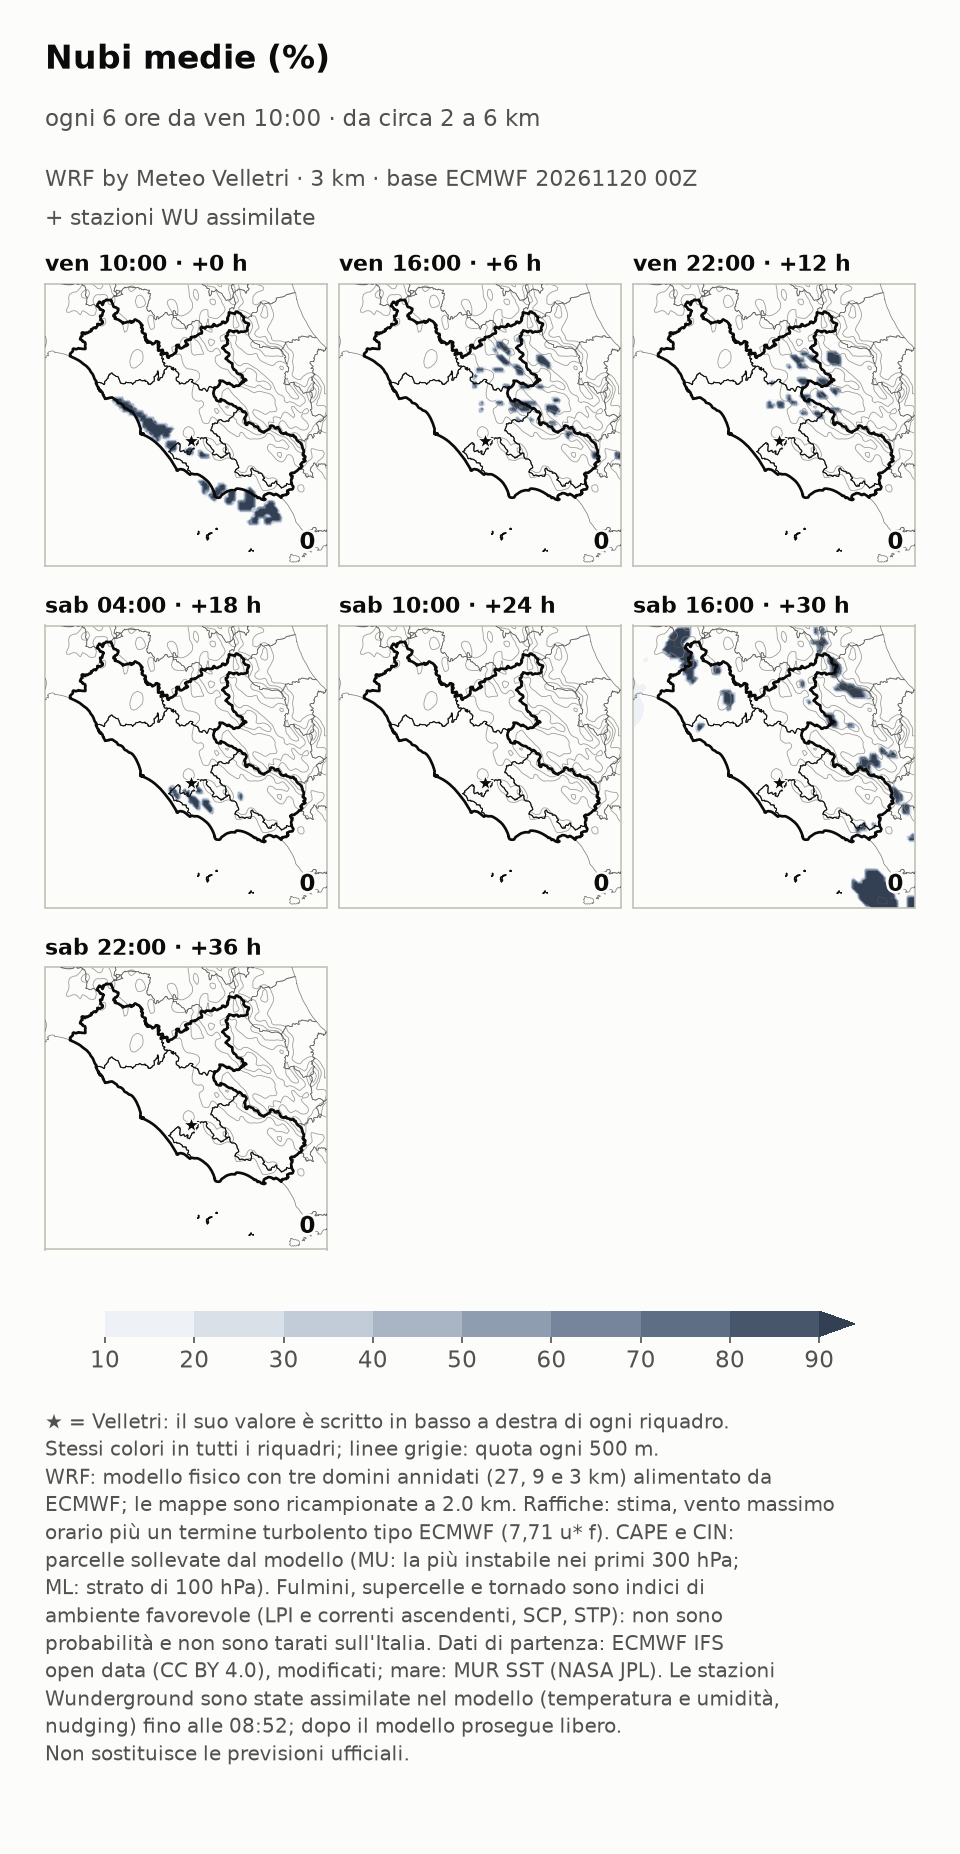 Nubi medie (%)
ogni 6 ore da ven 10:00 · da circa 2 a 6 km
WRF by Meteo Velletri · 3 km · base ECMWF 20261120 00Z
+ stazioni WU assimilate
ven 10:00 · +0 h
ven 16:00 · +6 h
ven 22:00 · +12 h
0
0
0
sab 04:00 · +18 h
sab 10:00 · +24 h
sab 16:00 · +30 h
0
0
0
sab 22:00 · +36 h
0
10 20 30 40 50 60 70 80 90
★ = Velletri: il suo valore è scritto in basso a destra di ogni riquadro.
Stessi colori in tutti i riquadri; linee grigie: quota ogni 500 m.
WRF: modello fisico con tre domini annidati (27, 9 e 3 km) alimentato da
ECMWF; le mappe sono ricampionate a 2.0 km. Raffiche: stima, vento massimo
orario più un termine turbolento tipo ECMWF (7,71 u* f). CAPE e CIN:
parcelle sollevate dal modello (MU: la più instabile nei primi 300 hPa;
ML: strato di 100 hPa). Fulmini, supercelle e tornado sono indici di
ambiente favorevole (LPI e correnti ascendenti, SCP, STP): non sono
probabilità e non sono tarati sull'Italia. Dati di partenza: ECMWF IFS
open data (CC BY 4.0), modificati; mare: MUR SST (NASA JPL). Le stazioni
Wunderground sono state assimilate nel modello (temperatura e umidità,
nudging) fino alle 08:52; dopo il modello prosegue libero.
Non sostituisce le previsioni ufficiali.